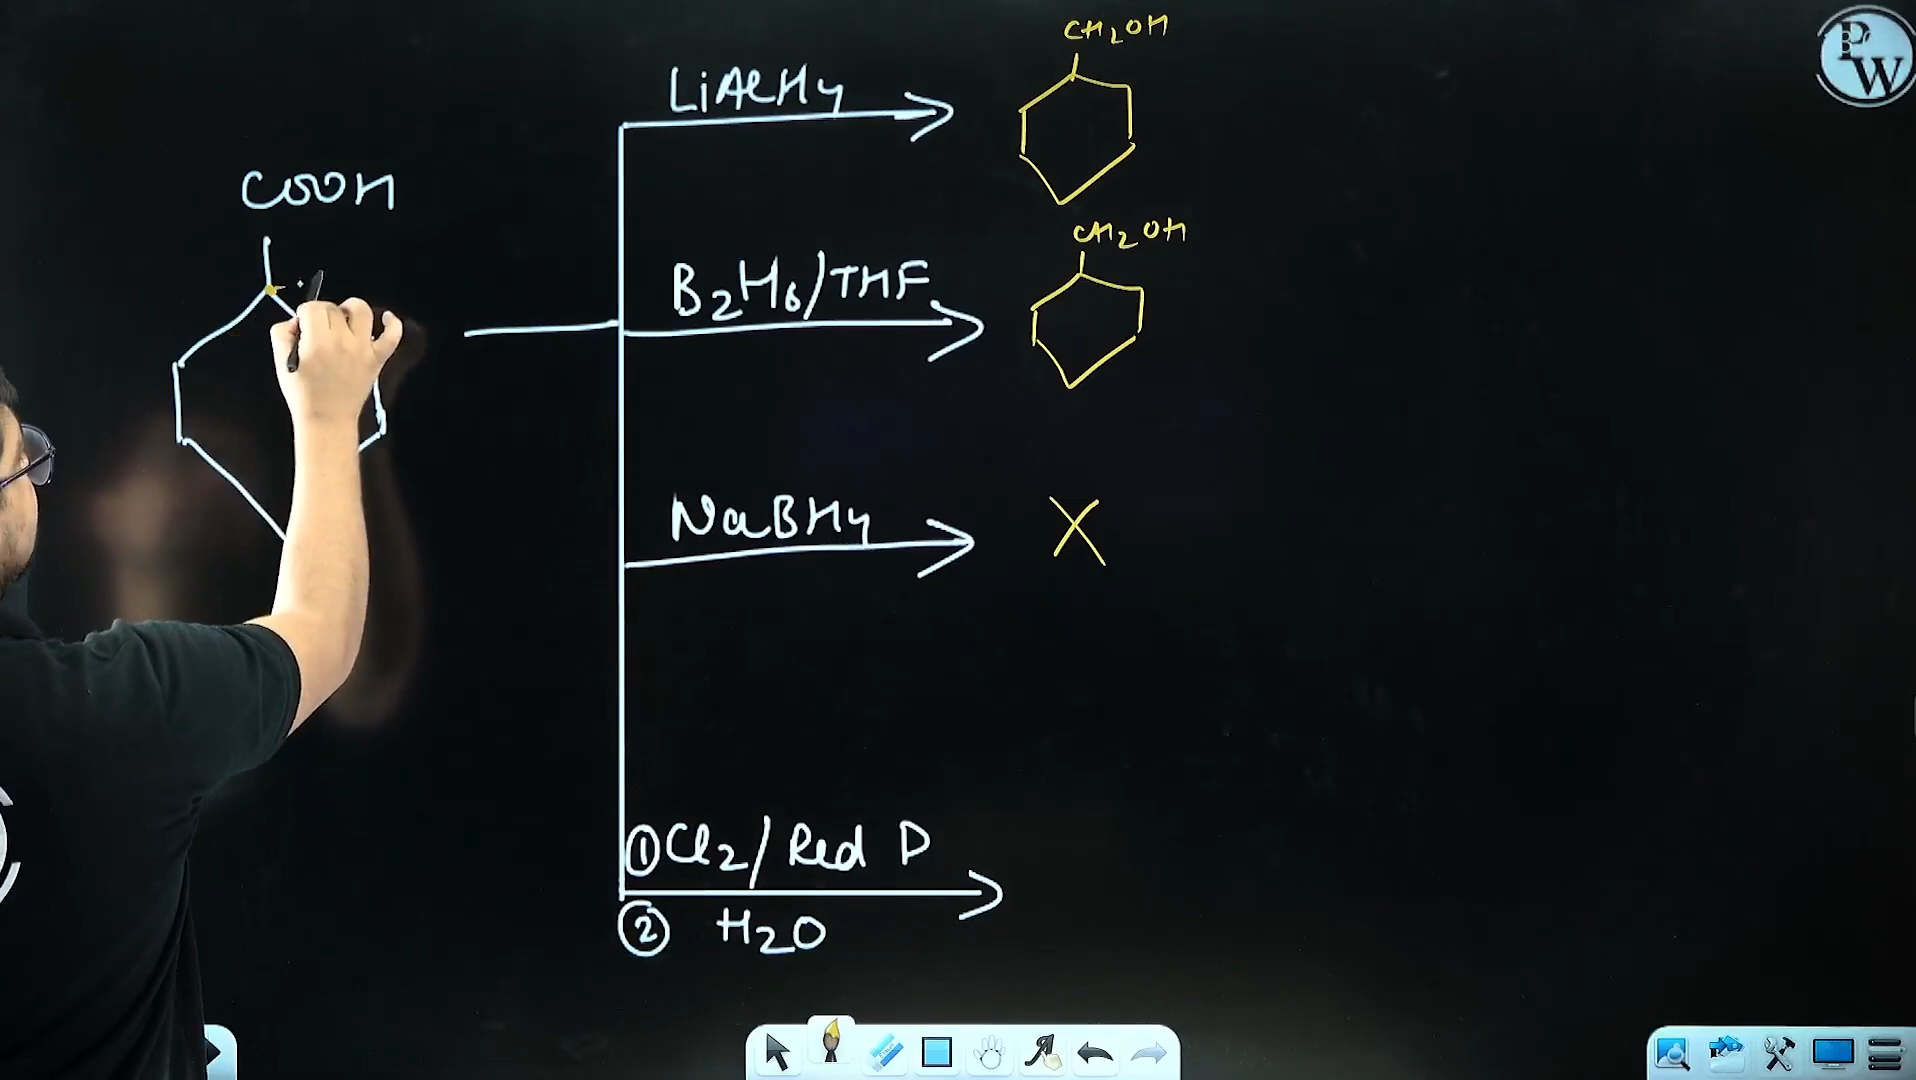 CH2OH
LiAlH4
COOH
CH2OH
B2H6/THF
NaBH4
X
① Cl2/Red P
② H2O
PW